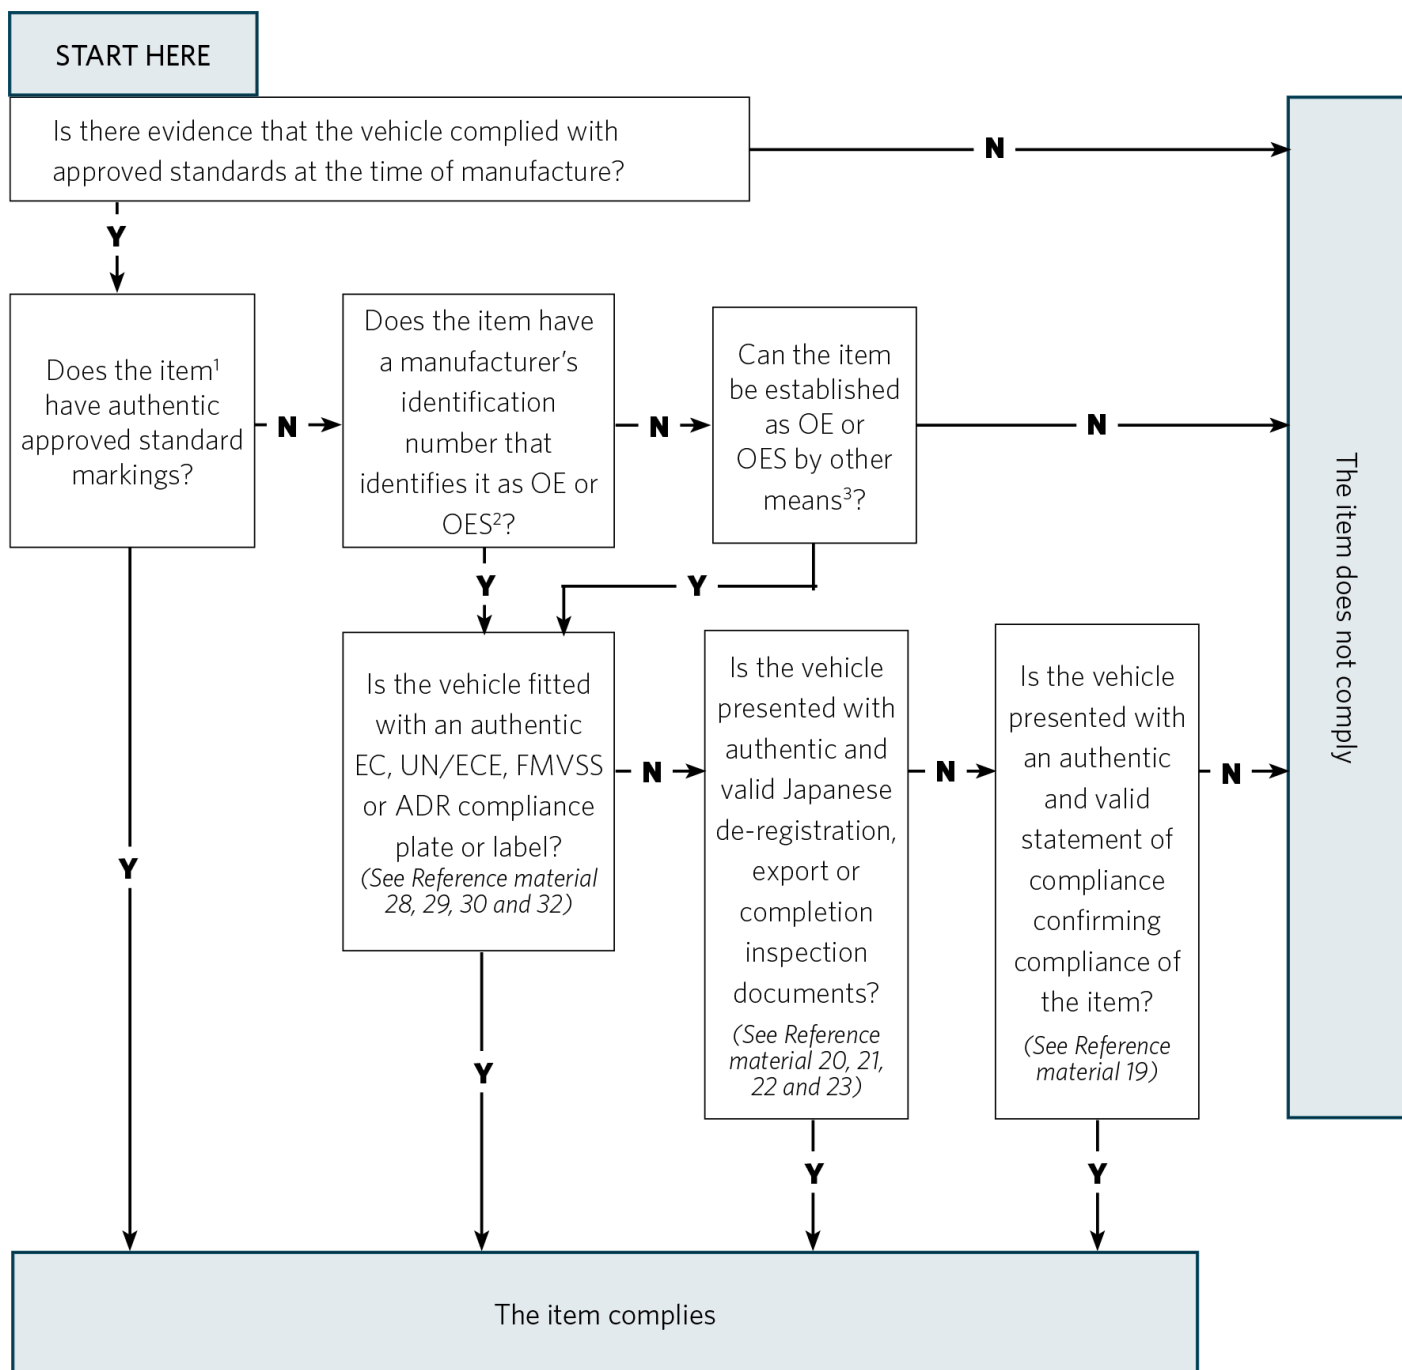 START HERE
Is there evidence that the vehicle complied with
approved standards at the time of manufacture?
N
Y
Does the item¹
have authentic
approved standard
markings?
N
Does the item have
a manufacturer’s
identification
number that
identifies it as OE or
OES²?
N
Can the item
be established
as OE or
OES by other
means³?
N
The item does not comply
Y
Y
Y
Is the vehicle fitted
with an authentic
EC, UN/ECE, FMVSS
or ADR compliance
plate or label?
(See Reference material
28, 29, 30 and 32)
N
Is the vehicle
presented with
authentic and
valid Japanese
de-registration,
export or
completion
inspection
documents?
(See Reference
material 20, 21,
22 and 23)
N
Is the vehicle
presented with
an authentic
and valid
statement of
compliance
confirming
compliance of
the item?
(See Reference
material 19)
N
Y
Y
Y
The item complies